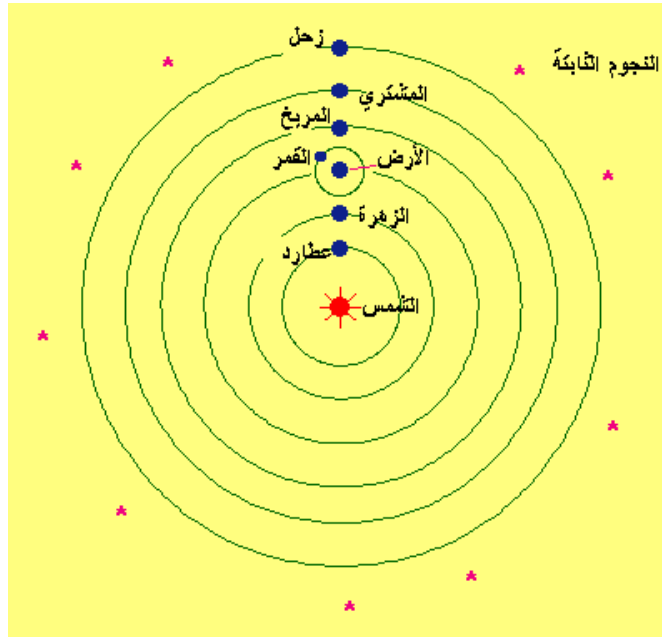 زحل
النجوم الثابتة
المشتري
المريخ
القمر
الأرض
الزهرة
عطارد
الشمس